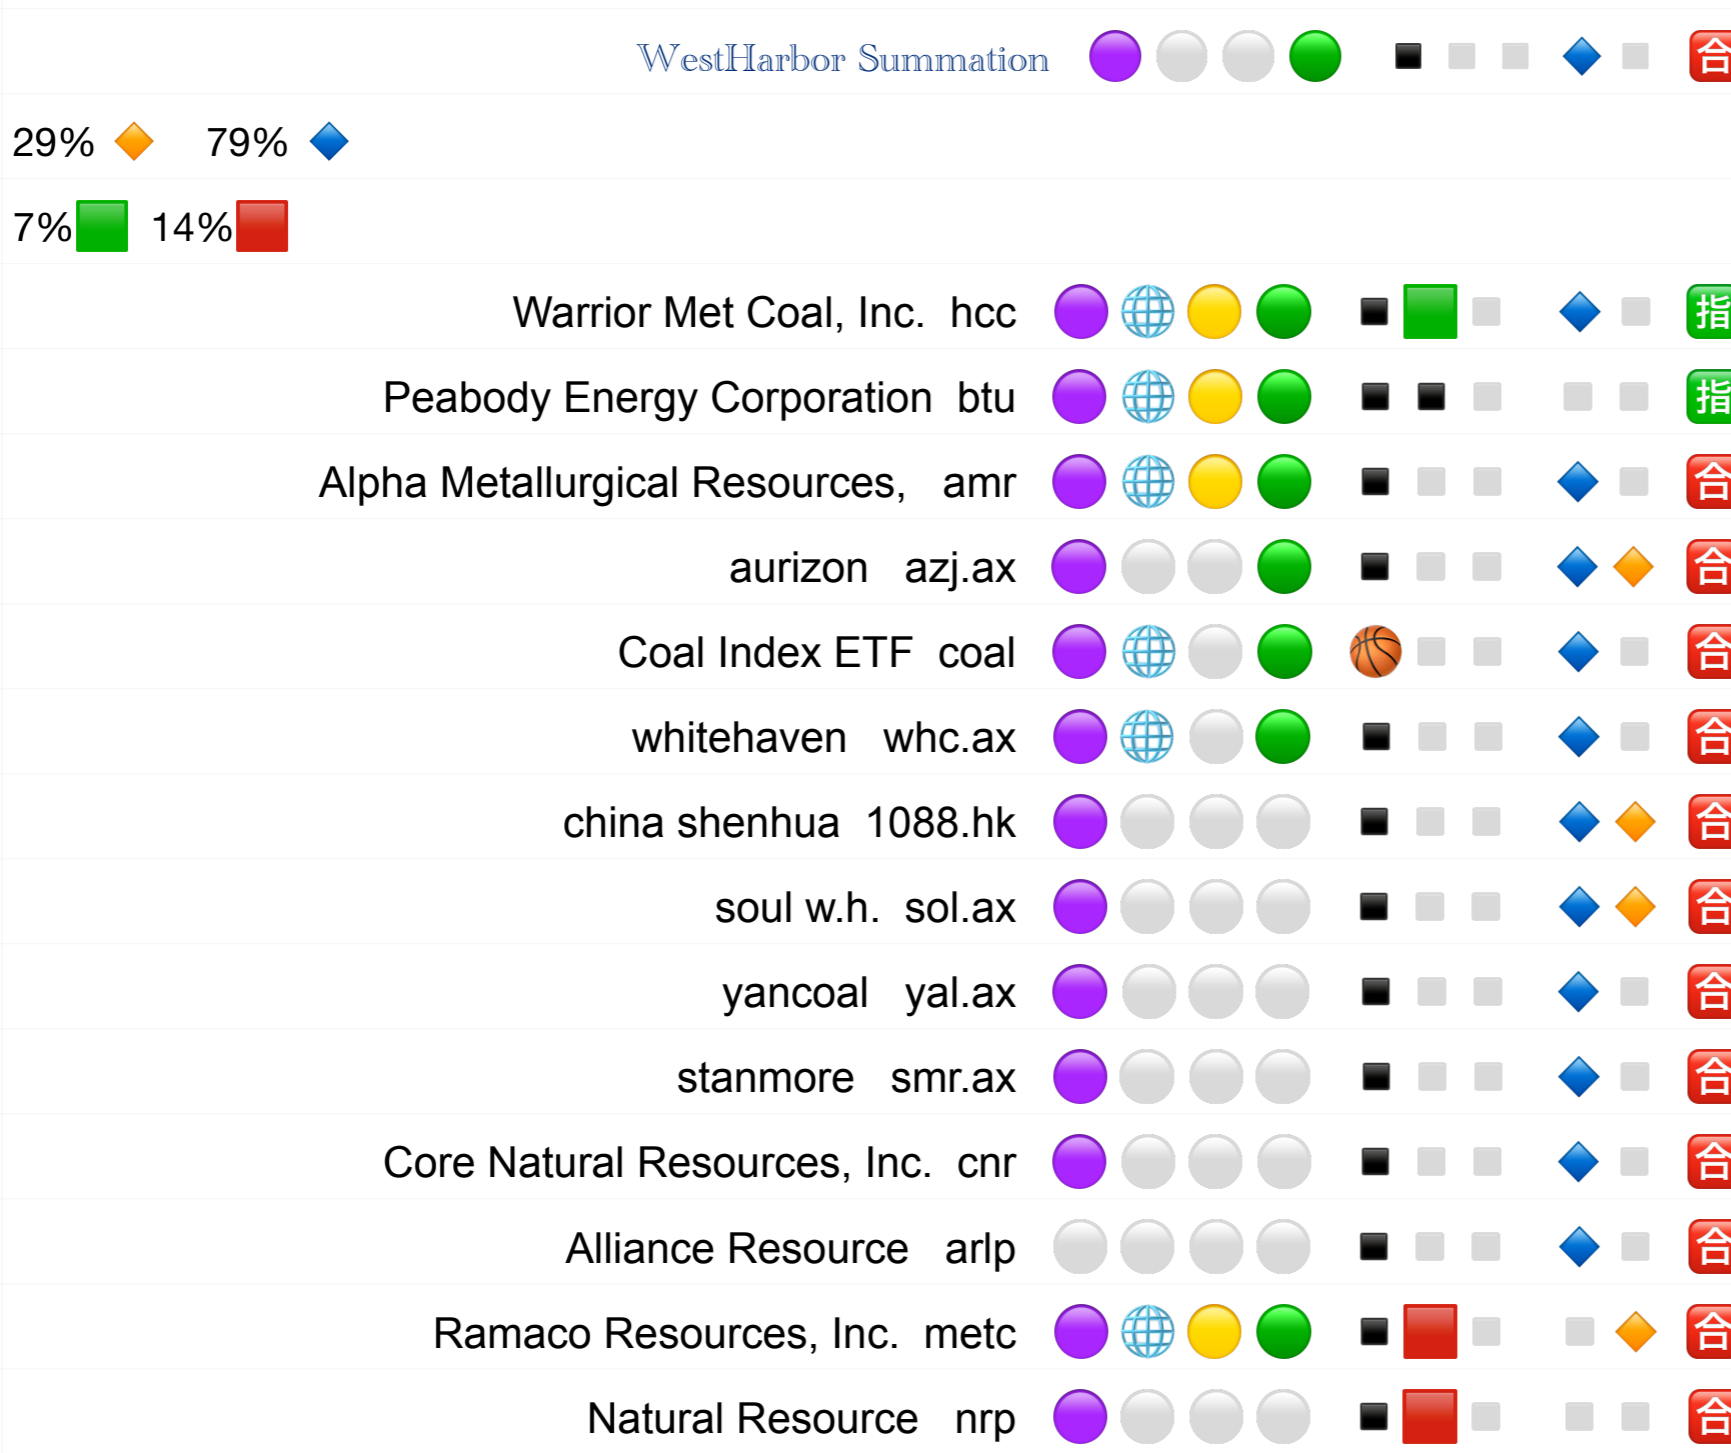 WestHarbor Summation 合
29% 79%
7% 14%
Warrior Met Coal, Inc. hcc 指
Peabody Energy Corporation btu 指
Alpha Metallurgical Resources, amr 合
aurizon azj.ax 合
Coal Index ETF coal 合
whitehaven whc.ax 合
china shenhua 1088.hk 合
soul w.h. sol.ax 合
yancoal yal.ax 合
stanmore smr.ax 合
Core Natural Resources, Inc. cnr 合
Alliance Resource arlp 合
Ramaco Resources, Inc. metc 合
Natural Resource nrp 合